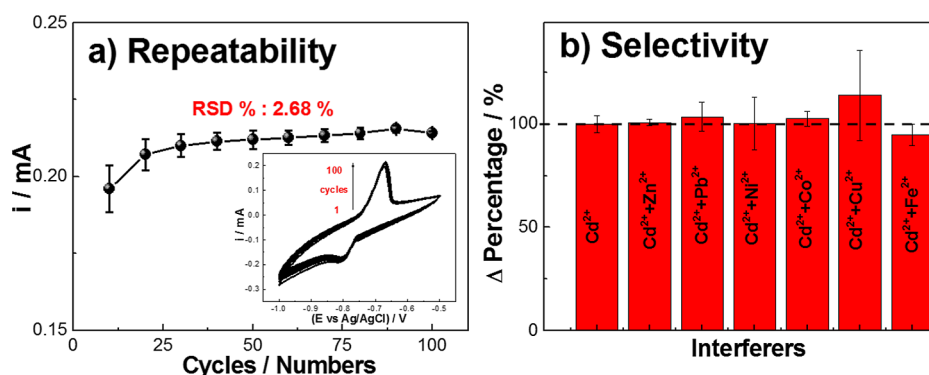 a) Repeatability
RSD % : 2.68 %
0.25
0.20
0.15
i / mA
0
25
50
75
100
Cycles / Numbers
100
cycles
1
0.2
0.1
0.0
-0.1
-0.2
-0.3
i / mA
-1.0
-0.9
-0.8
-0.7
-0.6
-0.5
(E vs Ag/AgCl) / V
b) Selectivity
100
50
0
Δ Percentage / %
Cd²⁺
Cd²⁺+Zn²⁺
Cd²⁺+Pb²⁺
Cd²⁺+Ni²⁺
Cd²⁺+Co²⁺
Cd²⁺+Cu²⁺
Cd²⁺+Fe²⁺
Interferers